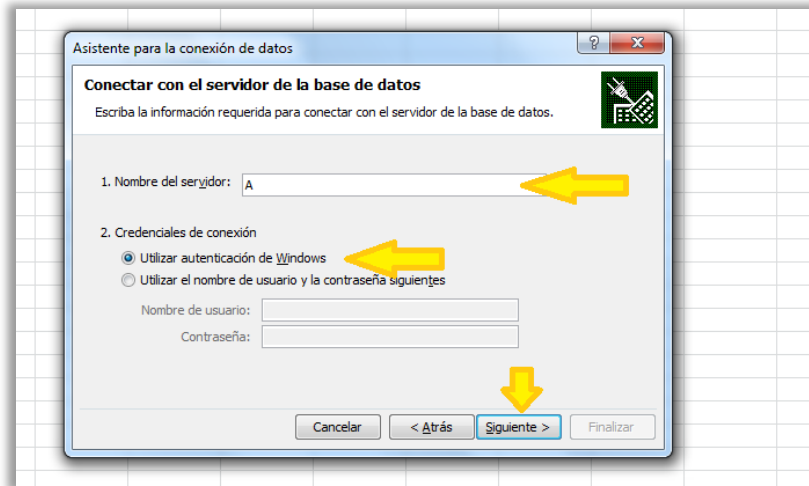 Asistente para la conexión de datos
Conectar con el servidor de la base de datos
Escriba la información requerida para conectar con el servidor de la base de datos.
1. Nombre del servidor: A
2. Credenciales de conexión
Utilizar autenticación de Windows
Utilizar el nombre de usuario y la contraseña siguientes
Nombre de usuario:
Contraseña:
Cancelar < Atrás Siguiente > Finalizar